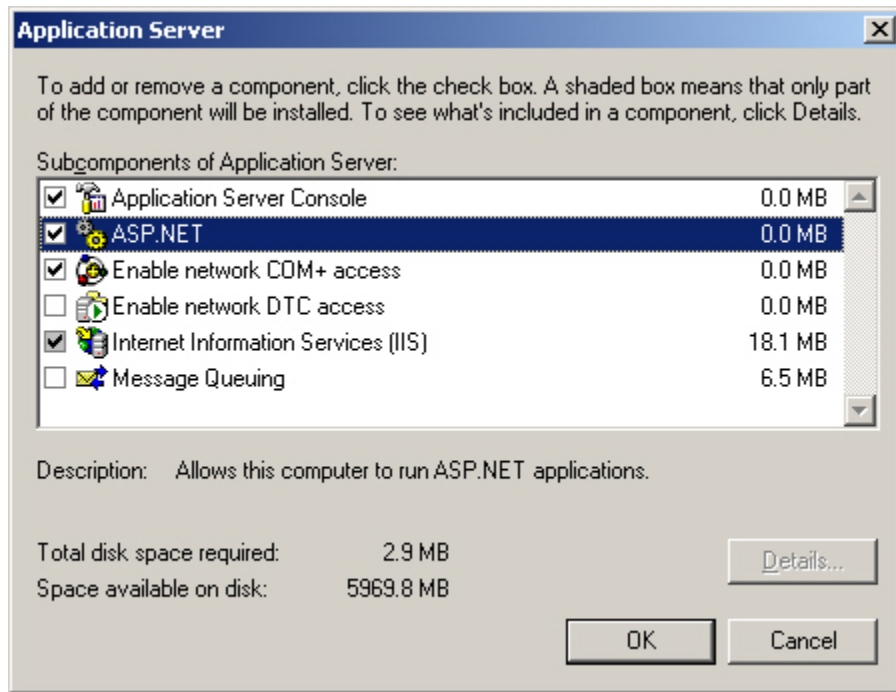 Application Server
To add or remove a component, click the check box. A shaded box means that only part
of the component will be installed. To see what's included in a component, click Details.
Subcomponents of Application Server:
Application Server Console 0.0 MB
ASP.NET 0.0 MB
Enable network COM+ access 0.0 MB
Enable network DTC access 0.0 MB
Internet Information Services (IIS) 18.1 MB
Message Queuing 6.5 MB
Description: Allows this computer to run ASP.NET applications.
Total disk space required: 2.9 MB
Space available on disk: 5969.8 MB
Details...
OK Cancel